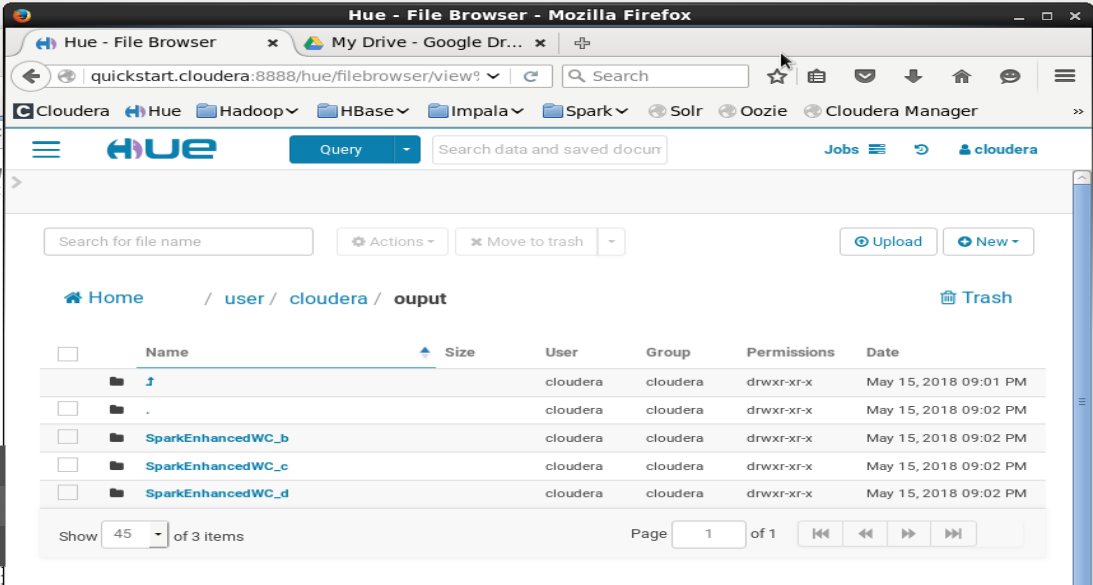 Hue - File Browser - Mozilla Firefox
Hue - File Browser × My Drive - Google Dr... ×
quickstart.cloudera:8888/hue/filebrowser/view% Search
Cloudera Hue Hadoop HBase Impala Spark Solr Oozie Cloudera Manager »
HUE Query Search data and saved docum Jobs cloudera
Search for file name Actions Move to trash Upload New
Home / user / cloudera / ouput Trash
Name Size User Group Permissions Date
cloudera cloudera drwxr-xr-x May 15, 2018 09:01 PM
. cloudera cloudera drwxr-xr-x May 15, 2018 09:02 PM
SparkEnhancedWC_b cloudera cloudera drwxr-xr-x May 15, 2018 09:02 PM
SparkEnhancedWC_c cloudera cloudera drwxr-xr-x May 15, 2018 09:02 PM
SparkEnhancedWC_d cloudera cloudera drwxr-xr-x May 15, 2018 09:02 PM
Show 45 of 3 items Page 1 of 1